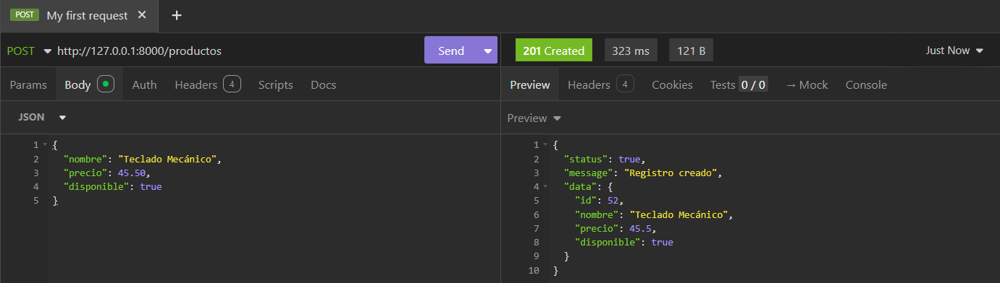 POST My first request
POST http://127.0.0.1:8000/productos Send
Params Body Auth Headers 4 Scripts Docs
JSON
1 {
2 "nombre": "Teclado Mecánico",
3 "precio": 45.50,
4 "disponible": true
5 }
201 Created 323 ms 121 B Just Now
Preview Headers 4 Cookies Tests 0 / 0 → Mock Console
Preview
1 {
2 "status": true,
3 "message": "Registro creado",
4 "data": {
5 "id": 52,
6 "nombre": "Teclado Mecánico",
7 "precio": 45.5,
8 "disponible": true
9 }
10 }